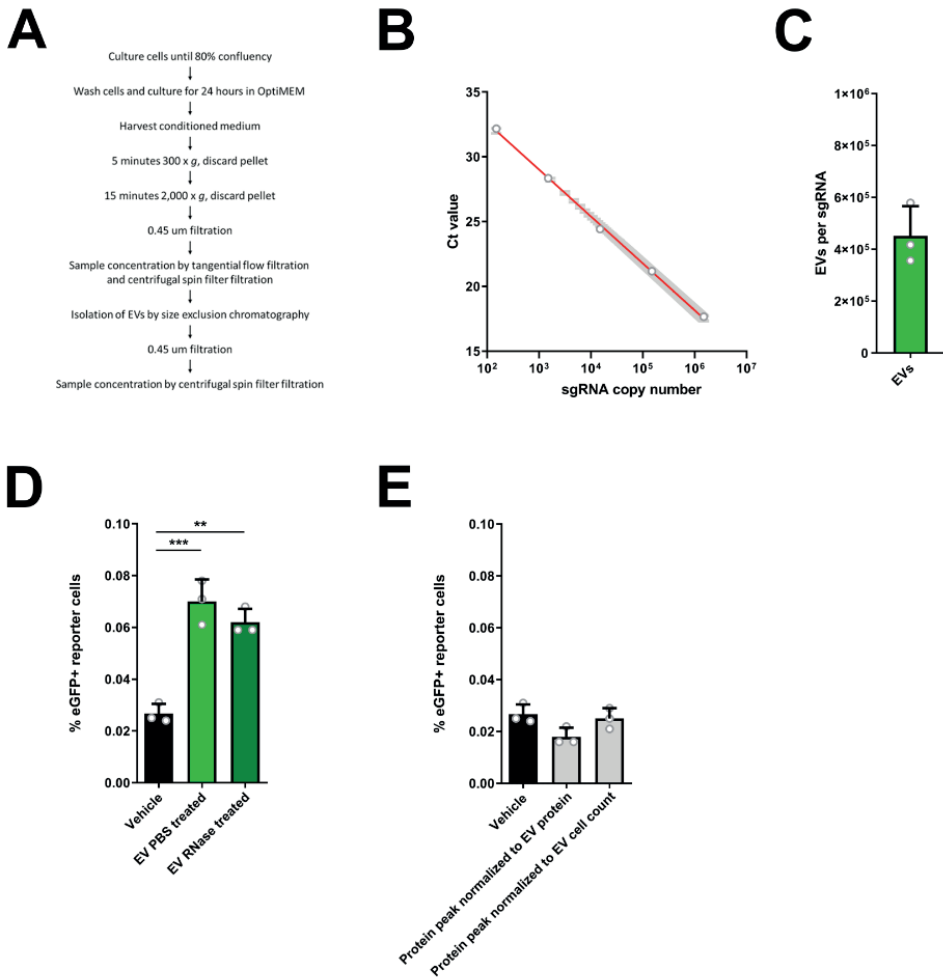 A
Culture cells until 80% confluency
Wash cells and culture for 24 hours in OptiMEM
Harvest conditioned medium
5 minutes 300 x g, discard pellet
15 minutes 2,000 x g, discard pellet
0.45 um filtration
Sample concentration by tangential flow filtration
and centrifugal spin filter filtration
Isolation of EVs by size exclusion chromatography
0.45 um filtration
Sample concentration by centrifugal spin filter filtration
B
Ct value
35
30
25
20
15
10²
10³
10⁴
10⁵
10⁶
10⁷
sgRNA copy number
C
EVs per sgRNA
1×10⁶
8×10⁵
6×10⁵
4×10⁵
2×10⁵
0
EVs
D
% eGFP+ reporter cells
0.10
0.08
0.06
0.04
0.02
0.00
**
***
Vehicle
EV PBS treated
EV RNase treated
E
% eGFP+ reporter cells
0.10
0.08
0.06
0.04
0.02
0.00
Vehicle
Protein peak normalized to EV protein
Protein peak normalized to EV cell count